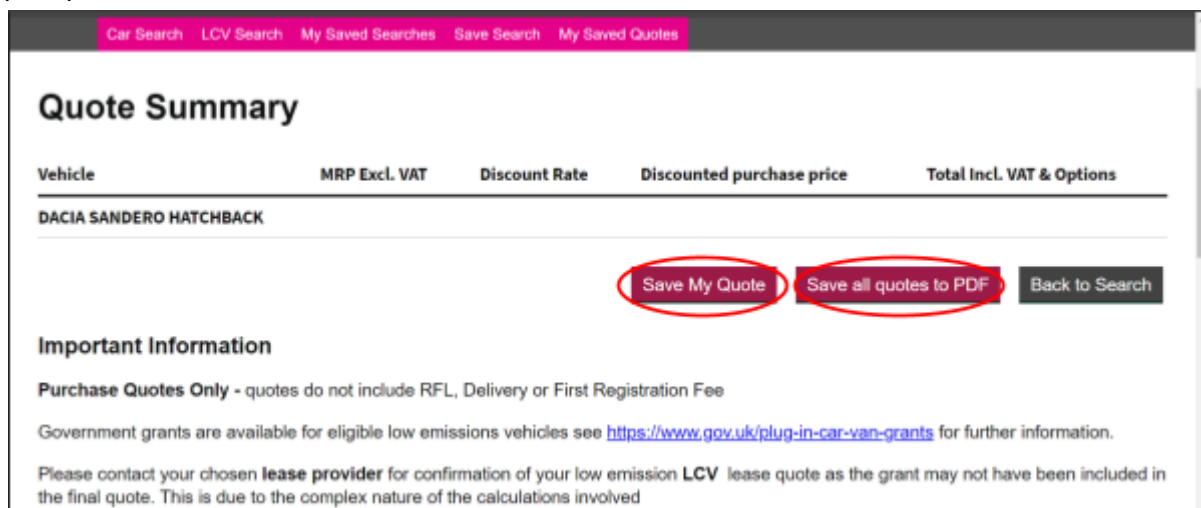 Car Search LCV Search My Saved Searches Save Search My Saved Quotes
Quote Summary
Vehicle MRP Excl. VAT Discount Rate Discounted purchase price Total Incl. VAT & Options
DACIA SANDERO HATCHBACK
Save My Quote Save all quotes to PDF Back to Search
Important Information
Purchase Quotes Only - quotes do not include RFL, Delivery or First Registration Fee
Government grants are available for eligible low emissions vehicles see https://www.gov.uk/plug-in-car-van-grants for further information.
Please contact your chosen lease provider for confirmation of your low emission LCV lease quote as the grant may not have been included in
the final quote. This is due to the complex nature of the calculations involved